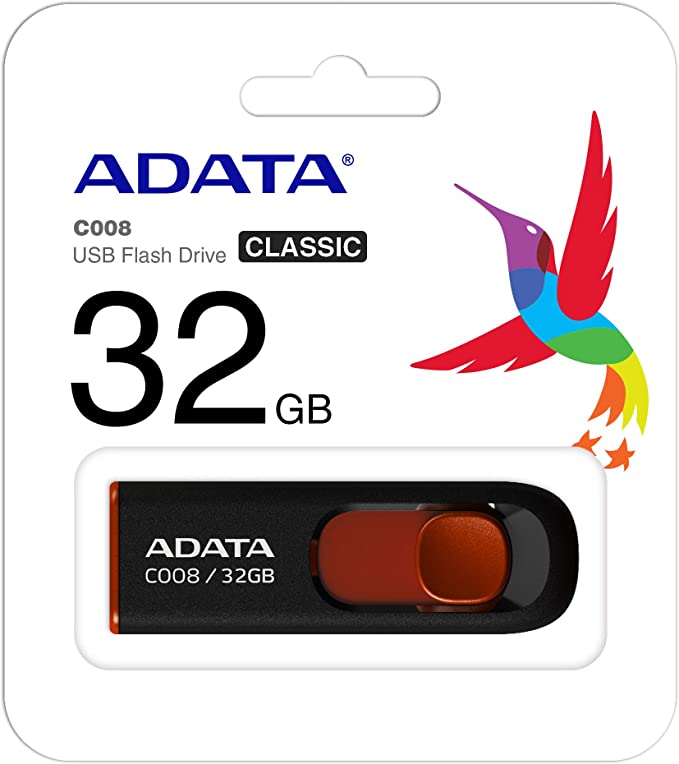 ADATA®
C008
USB Flash Drive CLASSIC
32 GB
ADATA
C008 / 32GB